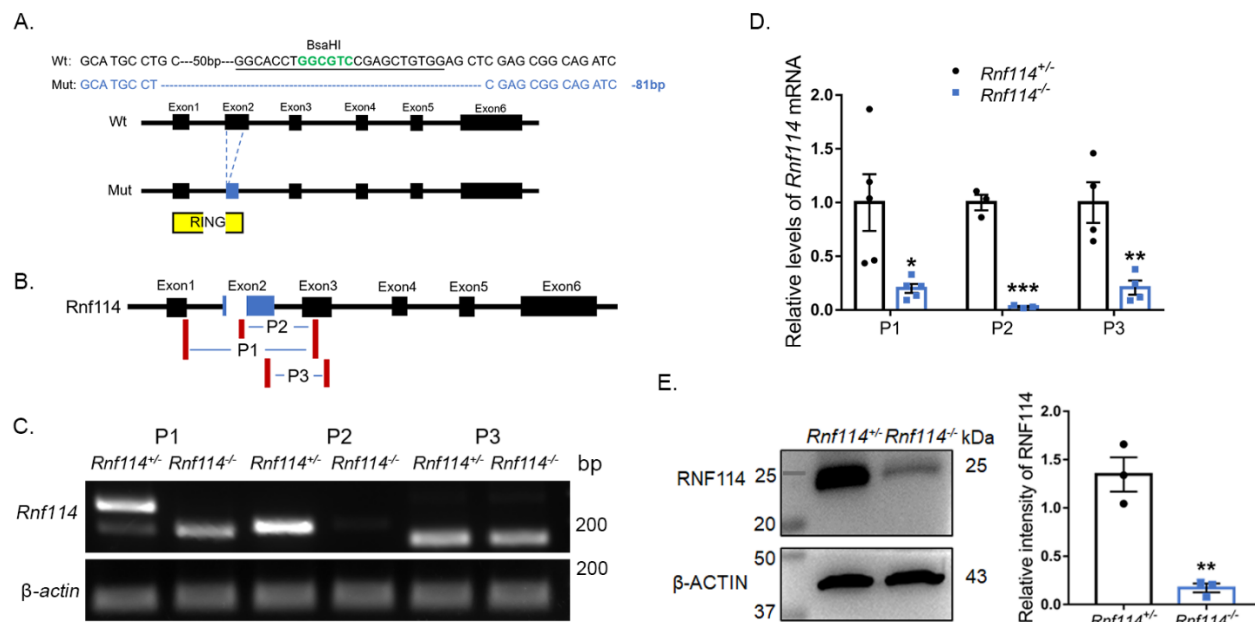 A.
BsaHI
Wt: GCA TGC CTG C---50bp---GGCACCTGGCGTCCGAGCTGTGGAG CTC GAG CGG CAG ATC
Mut: GCA TGC CT ---------- C GAG CGG CAG ATC -81bp
Exon1 Exon2 Exon3 Exon4 Exon5 Exon6
Wt
Mut
RING
B.
Exon1 Exon2 Exon3 Exon4 Exon5 Exon6
Rnf114
P2
P1
P3
C.
P1 P2 P3
Rnf114+/- Rnf114-/- Rnf114+/- Rnf114-/- Rnf114+/- Rnf114-/- bp
Rnf114
200
200
β-actin
D.
Rnf114+/-
Rnf114-/-
Relative levels of Rnf114 mRNA
2.0
1.5
1.0
0.5
0.0
* *** **
P1 P2 P3
E.
Rnf114+/- Rnf114-/- kDa
RNF114 25 25
20
50
β-ACTIN 43
37
Relative intensity of RNF114
2.0
1.5
1.0
0.5
0.0
**
Rnf114+/- Rnf114-/-